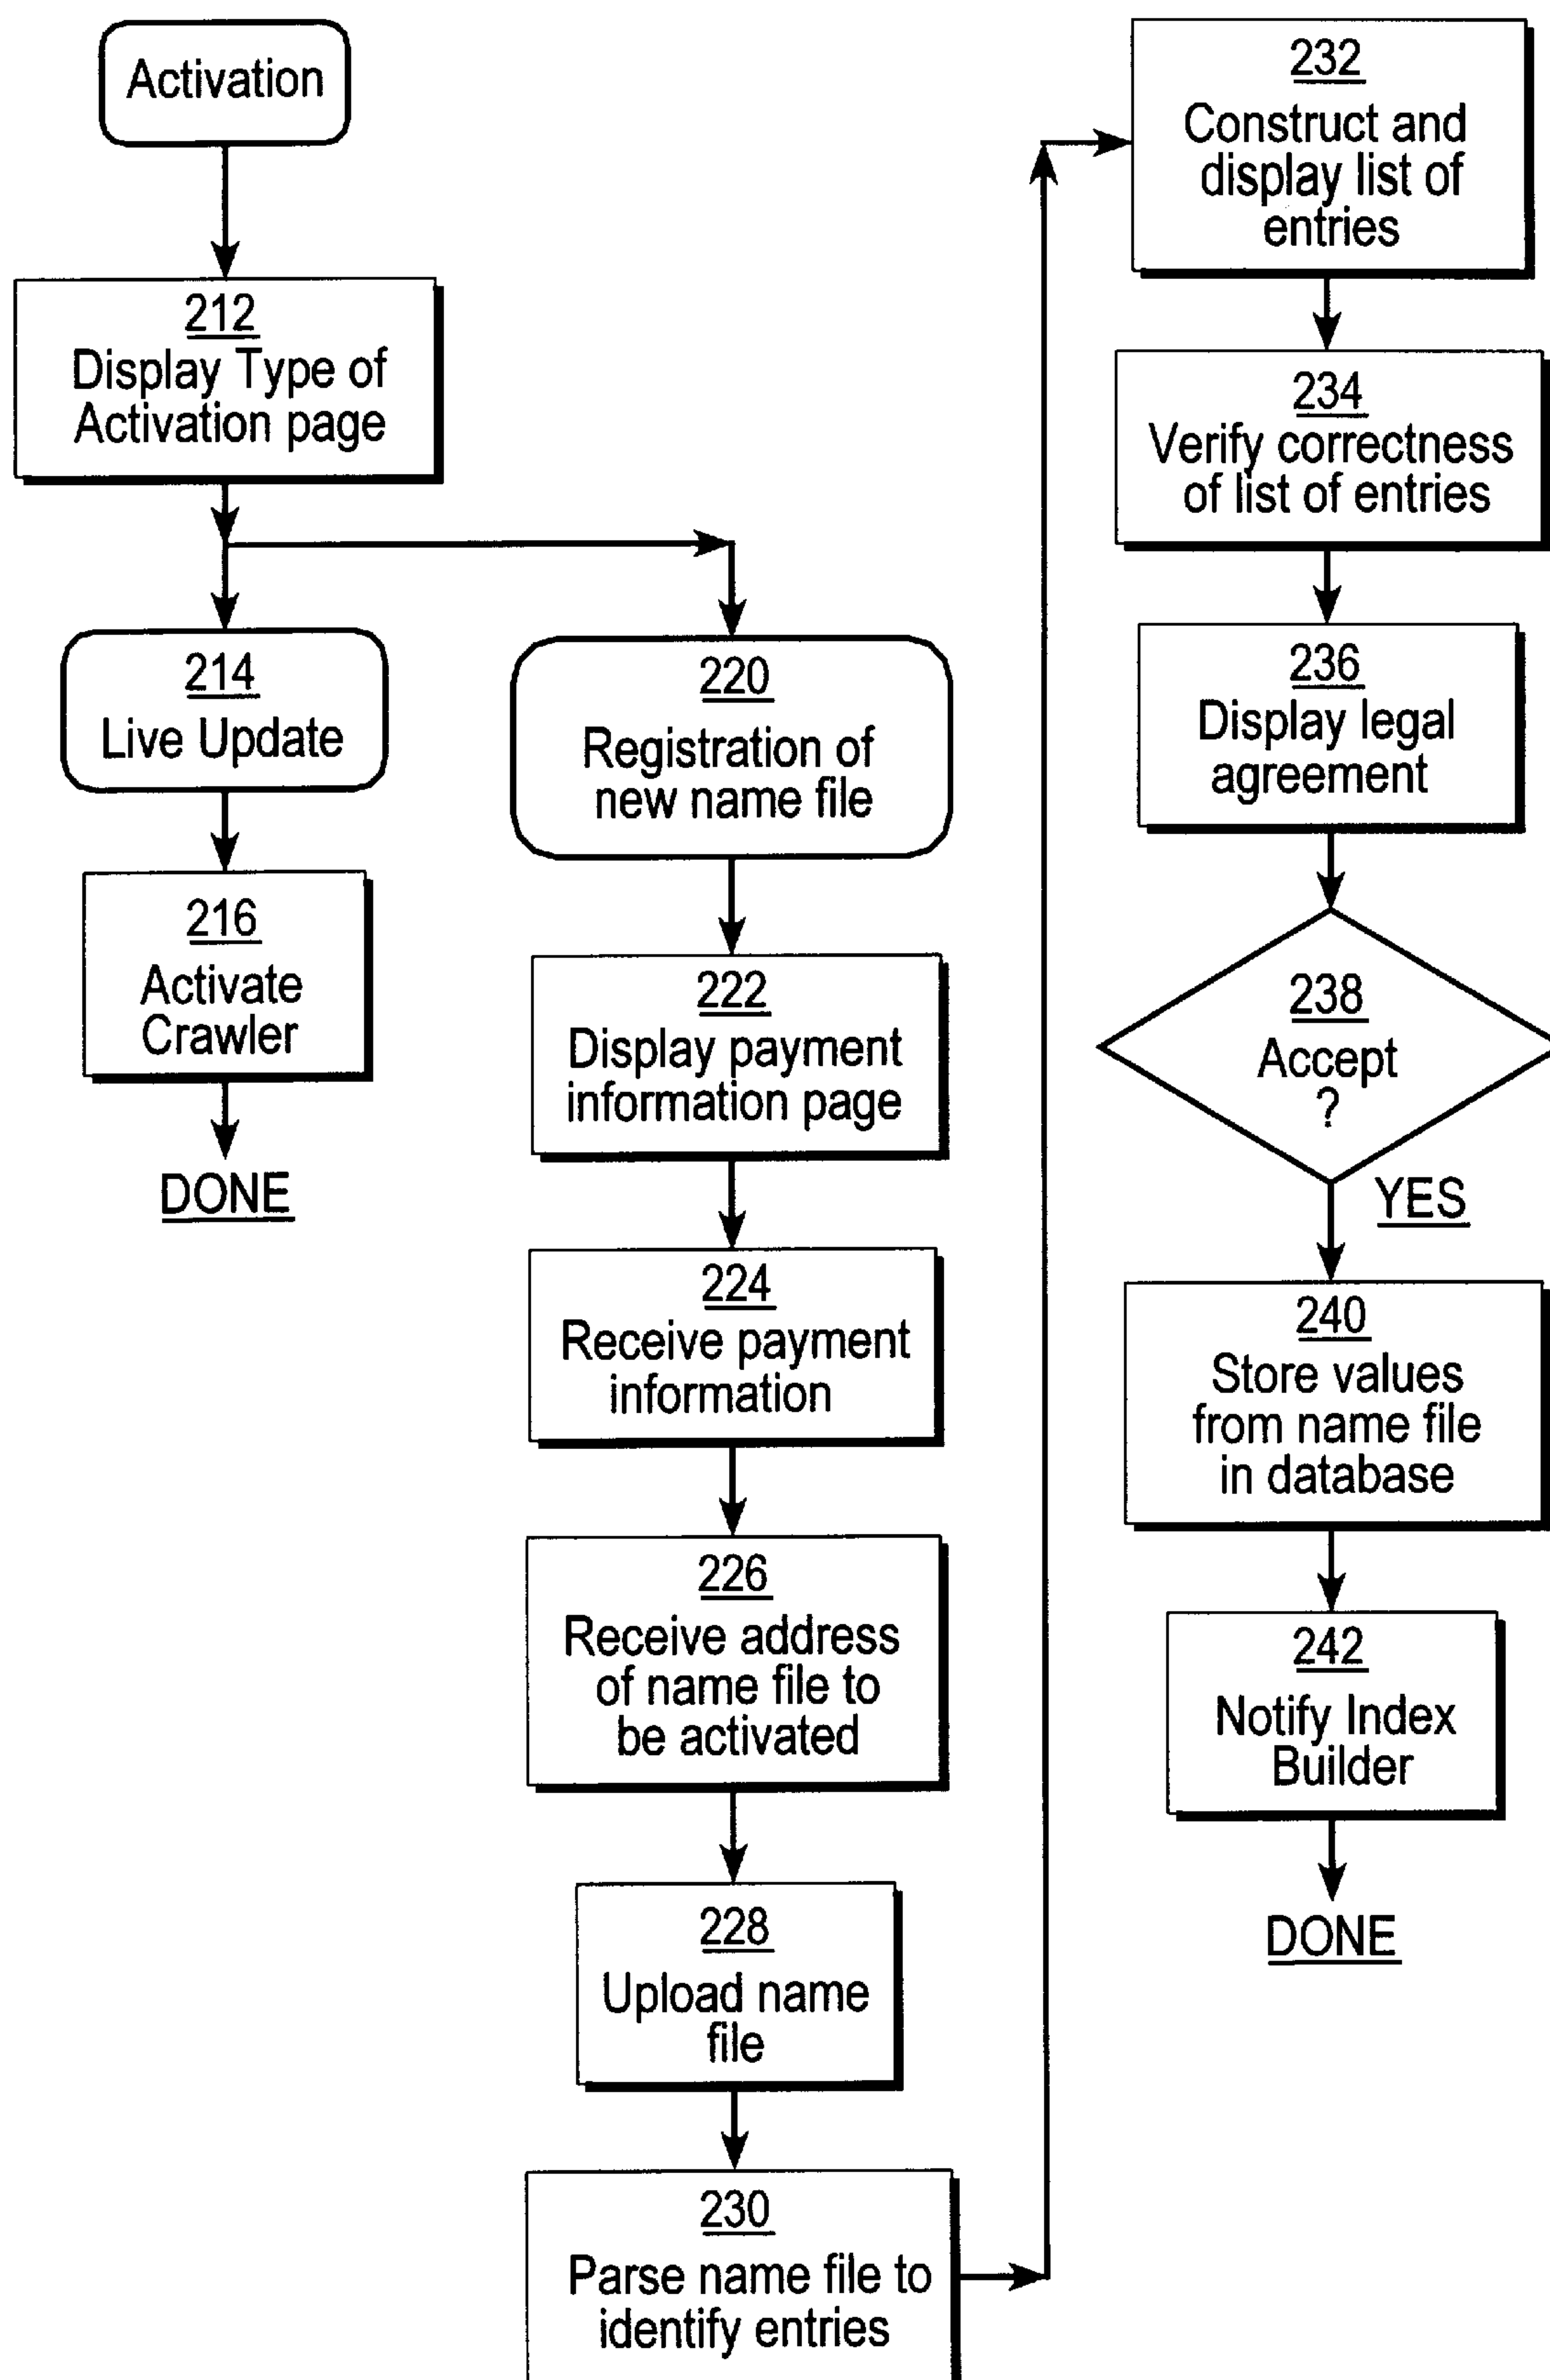 Activation
212
Display Type of
Activation page
214
Live Update
216
Activate
Crawler
DONE
220
Registration of
new name file
222
Display payment
information page
224
Receive payment
information
226
Receive address
of name file to
be activated
228
Upload name
file
230
Parse name file to
identify entries
232
Construct and
display list of
entries
234
Verify correctness
of list of entries
236
Display legal
agreement
238
Accept
?
YES
240
Store values
from name file
in database
242
Notify Index
Builder
DONE